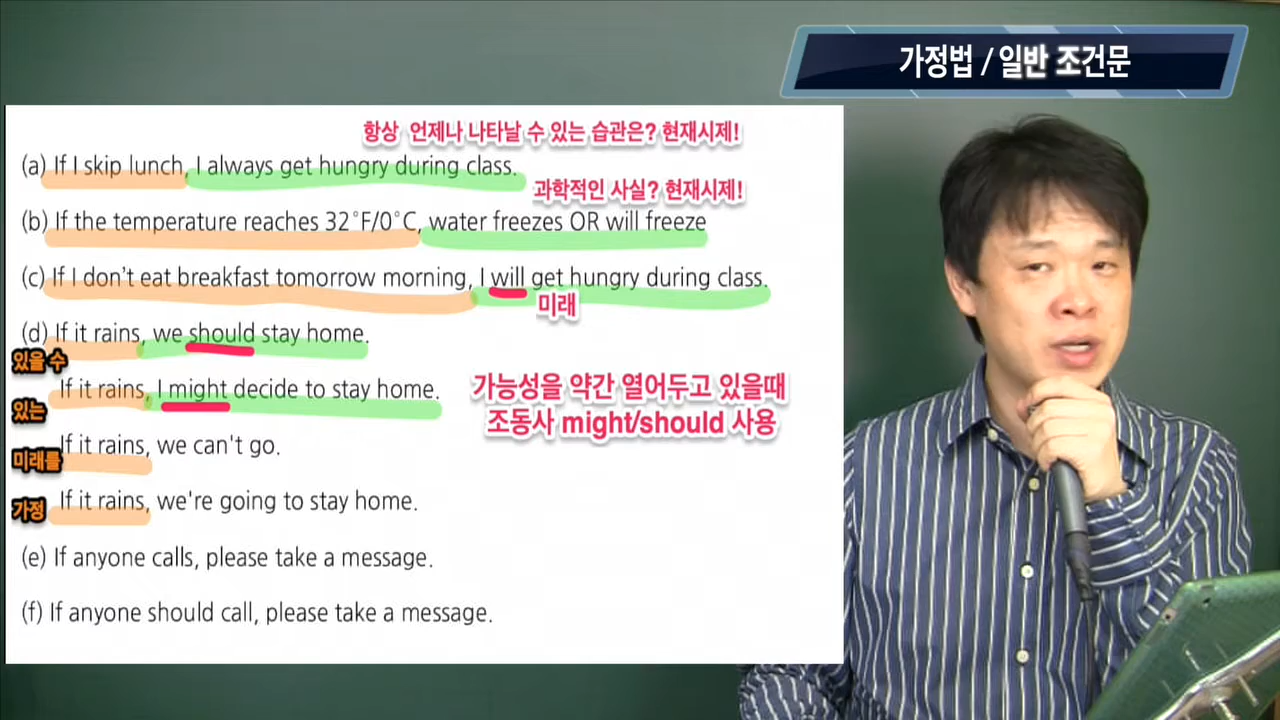 가정법 / 일반 조건문
항상 언제나 나타날 수 있는 습관은? 현재시제!
(a) If I skip lunch, I always get hungry during class.
과학적인 사실? 현재시제!
(b) If the temperature reaches 32˚F/0˚C, water freezes OR will freeze
(c) If I don't eat breakfast tomorrow morning, I will get hungry during class.
미래
(d) If it rains, we should stay home.
있을 수
If it rains, I might decide to stay home.
있는
가능성을 약간 열어두고 있을때
조동사 might/should 사용
If it rains, we can't go.
미래를
If it rains, we're going to stay home.
가정
(e) If anyone calls, please take a message.
(f) If anyone should call, please take a message.